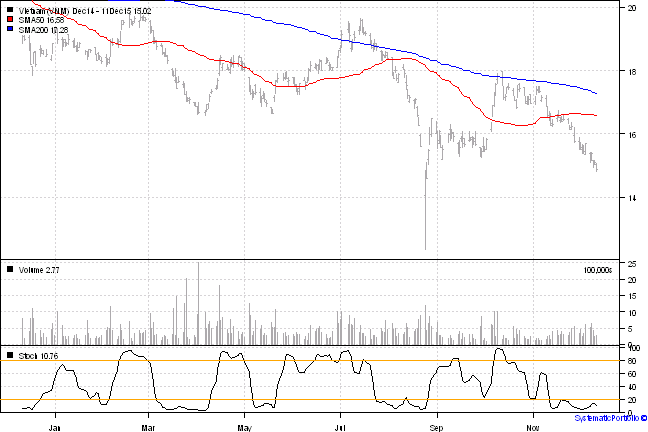 Vietnam (VNM) Dec14 - 11Dec15 15.02
SMA50 16.58
SMA200 17.28
20
18
16
14
Volume 2.77
100,000s
25
20
15
10
5
0
Stoch 10.76
100
80
60
40
20
0
Jan Mar May Jul Sep Nov
SystematicPortfolio ©